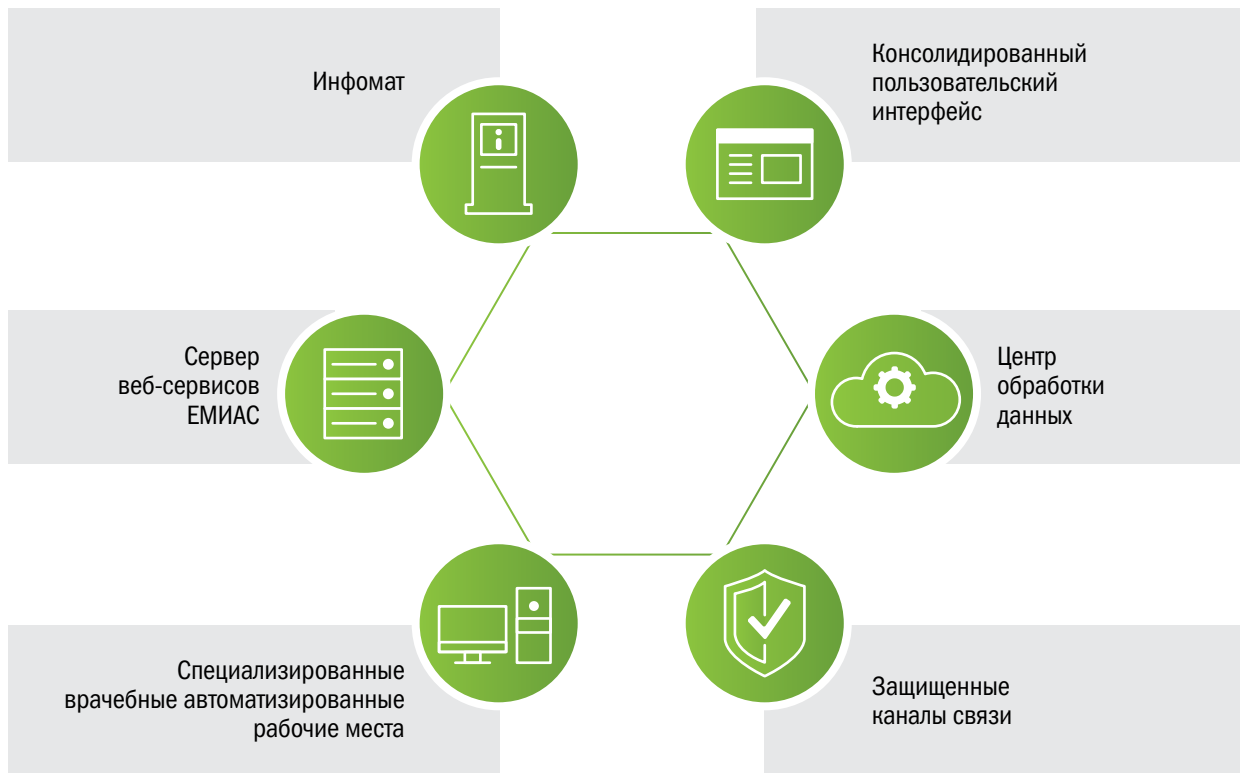 Инфомат
Консолидированный
пользовательский
интерфейс
Сервер
веб-сервисов
ЕМИАС
Центр
обработки
данных
Специализированные
врачебные автоматизированные
рабочие места
Защищенные
каналы связи